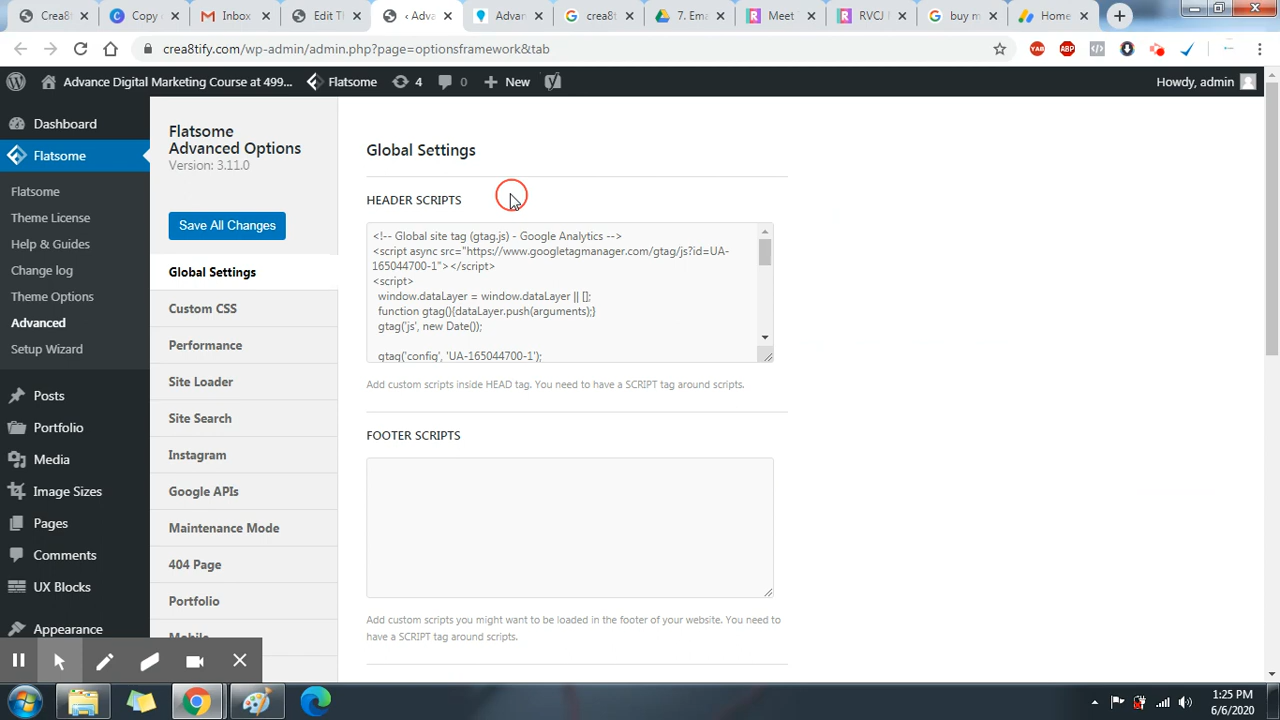 Crea8t
Copy
Inbox
Edit T
‹ Adva
Advan
crea8t
7. Ema
Meet
RVCJ
buy m
Home
crea8tify.com/wp-admin/admin.php?page=optionsframework&tab
YAB
ABP
Advance Digital Marketing Course at 499...
Flatsome
4
0
New
Howdy, admin
Dashboard
Flatsome
Flatsome
Theme License
Help & Guides
Change log
Theme Options
Advanced
Setup Wizard
Posts
Portfolio
Media
Image Sizes
Pages
Comments
UX Blocks
Appearance
Flatsome
Advanced Options
Version: 3.11.0
Save All Changes
Global Settings
Custom CSS
Performance
Site Loader
Site Search
Instagram
Google APIs
Maintenance Mode
404 Page
Portfolio
Mobile
Global Settings
HEADER SCRIPTS
<!-- Global site tag (gtag.js) - Google Analytics -->
<script async src="https://www.googletagmanager.com/gtag/js?id=UA-
165044700-1"></script>
<script>
window.dataLayer = window.dataLayer || [];
function gtag(){dataLayer.push(arguments);}
gtag('js', new Date());
gtag('config', 'UA-165044700-1');
Add custom scripts inside HEAD tag. You need to have a SCRIPT tag around scripts.
FOOTER SCRIPTS
Add custom scripts you might want to be loaded in the footer of your website. You need to
have a SCRIPT tag around scripts.
1:25 PM
6/6/2020